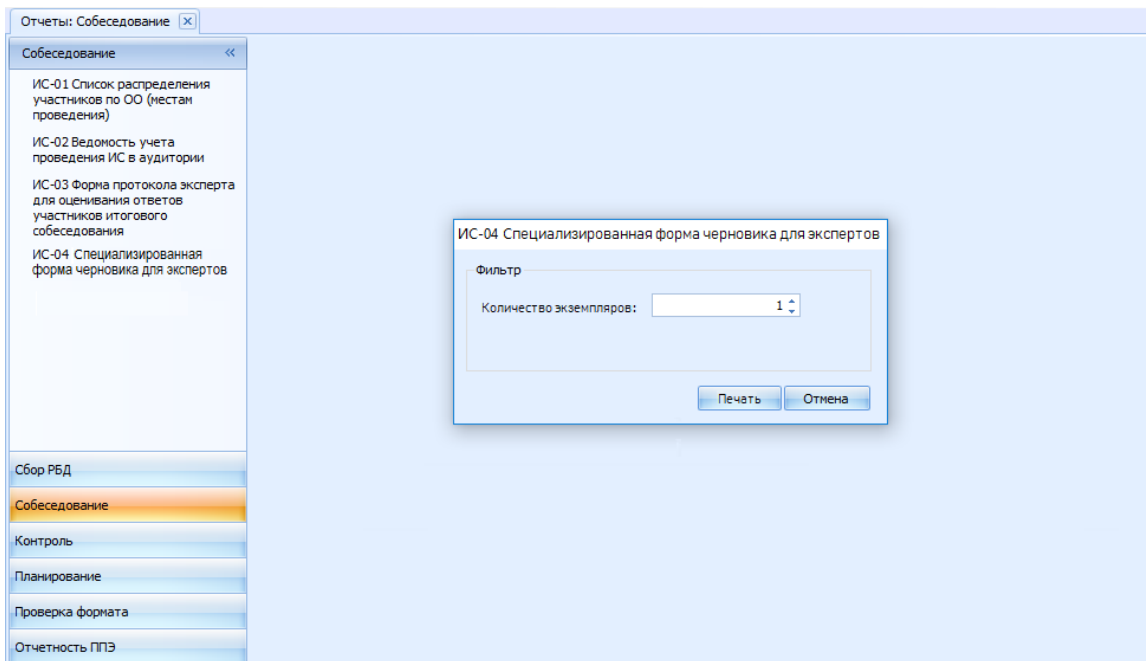 Отчеты: Собеседование
Собеседование
ИС-01 Список распределения
участников по ОО (местам
проведения)
ИС-02 Ведомость учета
проведения ИС в аудитории
ИС-03 Форма протокола эксперта
для оценивания ответов
участников итогового
собеседования
ИС-04 Специализированная
форма черновика для экспертов
ИС-04 Специализированная форма черновика для экспертов
Фильтр
Количество экземпляров: 1
Печать Отмена
Сбор РБД
Собеседование
Контроль
Планирование
Проверка формата
Отчетность ППЭ